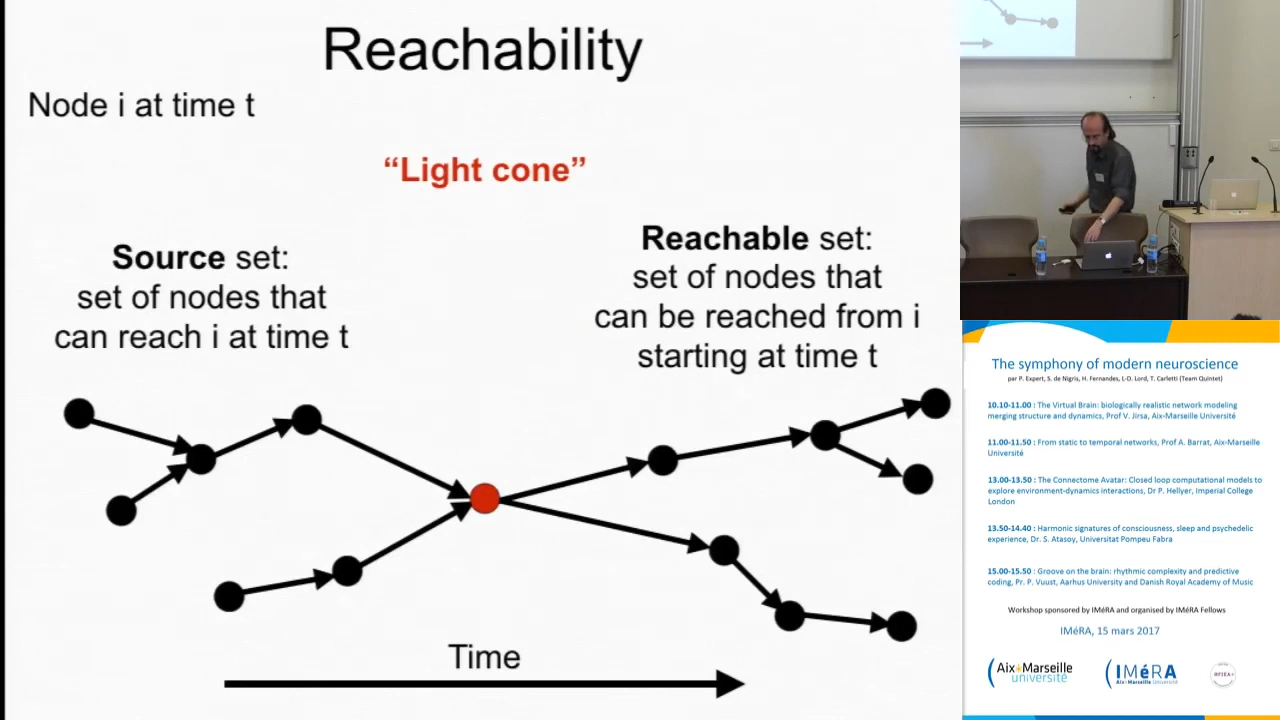 Reachability
Node i at time t
“Light cone”
Source set:
set of nodes that
can reach i at time t
Reachable set:
set of nodes that
can be reached from i
starting at time t
Time
The symphony of modern neuroscience
par P. Expert, S. de Nigris, H. Fernandes, L-D. Lord, T. Carletti (Team Quintet)
10.10-11.00 : The Virtual Brain: biologically realistic network modeling
merging structure and dynamics, Prof V. Jirsa, Aix-Marseille Université
11.00-11.50 : From static to temporal networks, Prof A. Barrat, Aix-Marseille
Université
13.00-13.50 : The Connectome Avatar: Closed loop computational models to
explore environment-dynamics interactions, Dr P. Hellyer, Imperial College
London
13.50-14.40 : Harmonic signatures of consciousness, sleep and psychedelic
experience, Dr. S. Atasoy, Universitat Pompeu Fabra
15.00-15.50 : Groove on the brain: rhythmic complexity and predictive
coding, Pr. P. Vuust, Aarhus University and Danish Royal Academy of Music
Workshop sponsored by IMéRA and organised by IMéRA Fellows
IMéRA, 15 mars 2017
Aix Marseille
université
IMéRA
Aix Marseille Université
RFIEA+